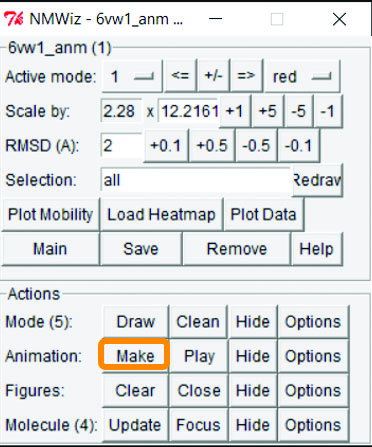 NMWiz - 6vw1_anm ...
6vw1_anm (1)
Active mode: 1 <= +/- => red
Scale by: 2.28 x 12.2161 +1 +5 -5 -1
RMSD (A): 2 +0.1 +0.5 -0.5 -0.1
Selection: all Redraw
Plot Mobility Load Heatmap Plot Data
Main Save Remove Help
Actions
Mode (5): Draw Clean Hide Options
Animation: Make Play Hide Options
Figures: Clear Close Hide Options
Molecule (4): Update Focus Hide Options